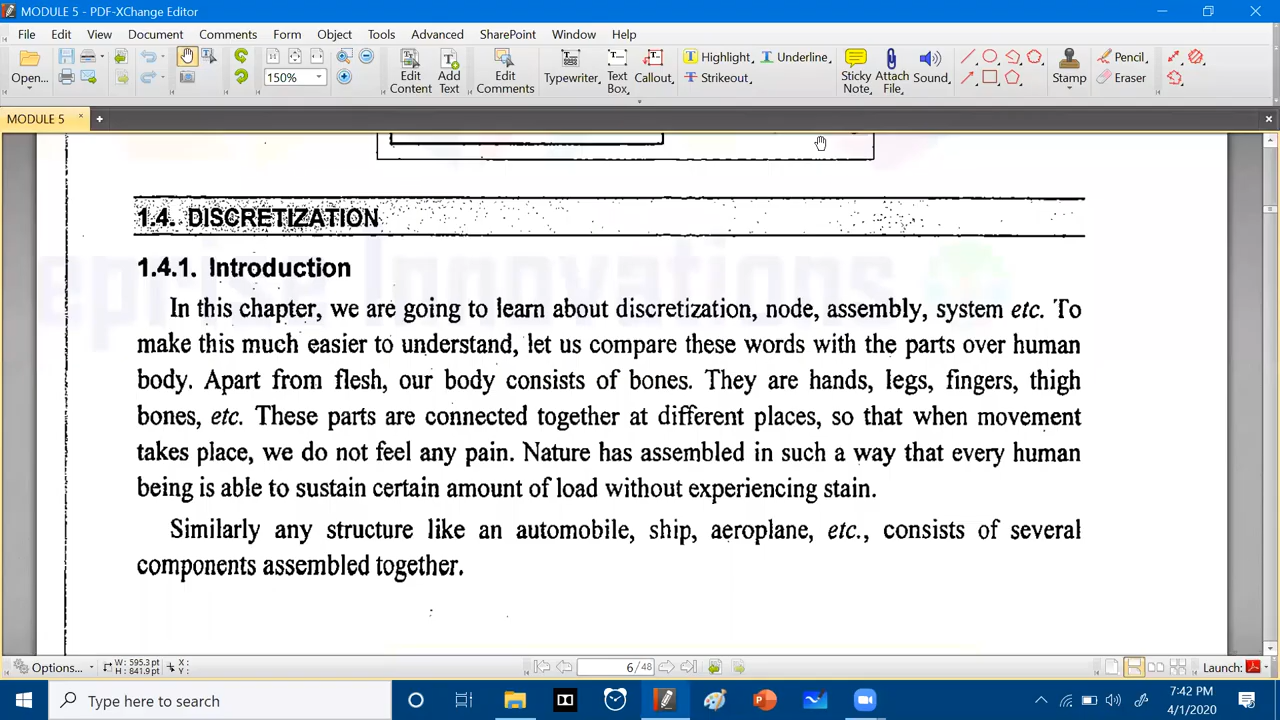 MODULE 5 - PDF-XChange Editor
File Edit View Document Comments Form Object Tools Advanced SharePoint Window Help
Open... 150% Edit Content Add Text Edit Comments Typewriter Text Box Callout Highlight Strikeout Underline Sticky Note Attach File Sound Stamp Pencil Eraser
MODULE 5
1.4. DISCRETIZATION
1.4.1. Introduction
In this chapter, we are going to learn about discretization, node, assembly, system etc. To
make this much easier to understand, let us compare these words with the parts over human
body. Apart from flesh, our body consists of bones. They are hands, legs, fingers, thigh
bones, etc. These parts are connected together at different places, so that when movement
takes place, we do not feel any pain. Nature has assembled in such a way that every human
being is able to sustain certain amount of load without experiencing stain.
Similarly any structure like an automobile, ship, aeroplane, etc., consists of several
components assembled together.
Options... W: 595.3 pt H: 841.9 pt X: Y: 6 / 48 Launch:
Type here to search
7:42 PM
4/1/2020